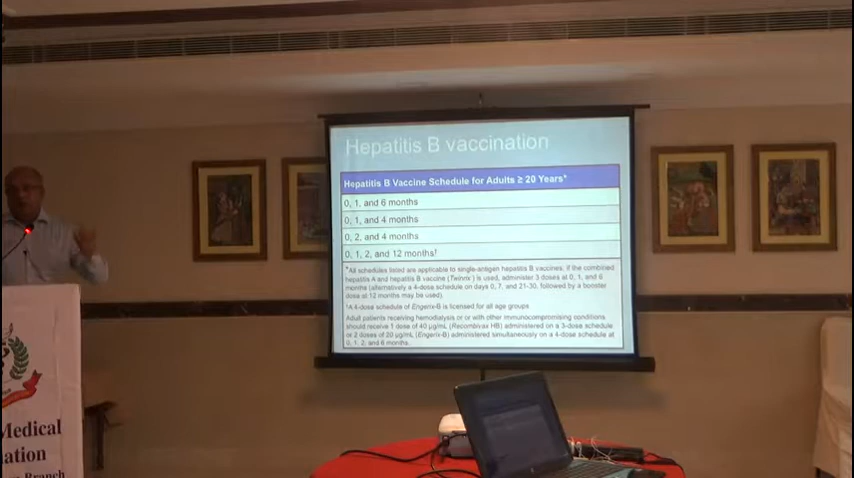 Hepatitis B vaccination
Hepatitis B Vaccine Schedule for Adults ≥ 20 Years*
0, 1, and 6 months
0, 1, and 4 months
0, 2, and 4 months
0, 1, 2, and 12 months†
*All schedules listed are applicable to single-antigen hepatitis B vaccines; if the combined
hepatitis A and hepatitis B vaccine (Twinrix) is used, administer 3 doses at 0, 1, and 6
months (alternatively a 4-dose schedule on days 0, 7, and 21-30, followed by a booster
dose at 12 months may be used).
†A 4-dose schedule of Engerix-B is licensed for all age groups
Adult patients receiving hemodialysis or or with other immunocompromising conditions
should receive 1 dose of 40 µg/mL (Recombivax HB) administered on a 3-dose schedule
or 2 doses of 20 µg/mL (Engerix-B) administered simultaneously on a 4-dose schedule at
0, 1, 2, and 6 months.
Medical
ation
Branch